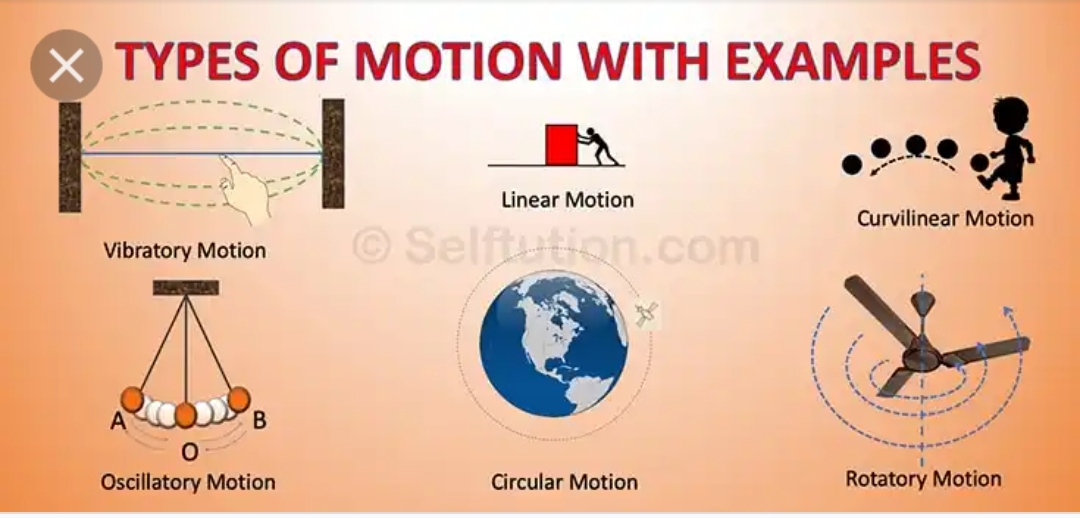 TYPES OF MOTION WITH EXAMPLES
Vibratory Motion
Linear Motion
Curvilinear Motion
© Selftution.com
A
B
O
Oscillatory Motion
Circular Motion
Rotatory Motion